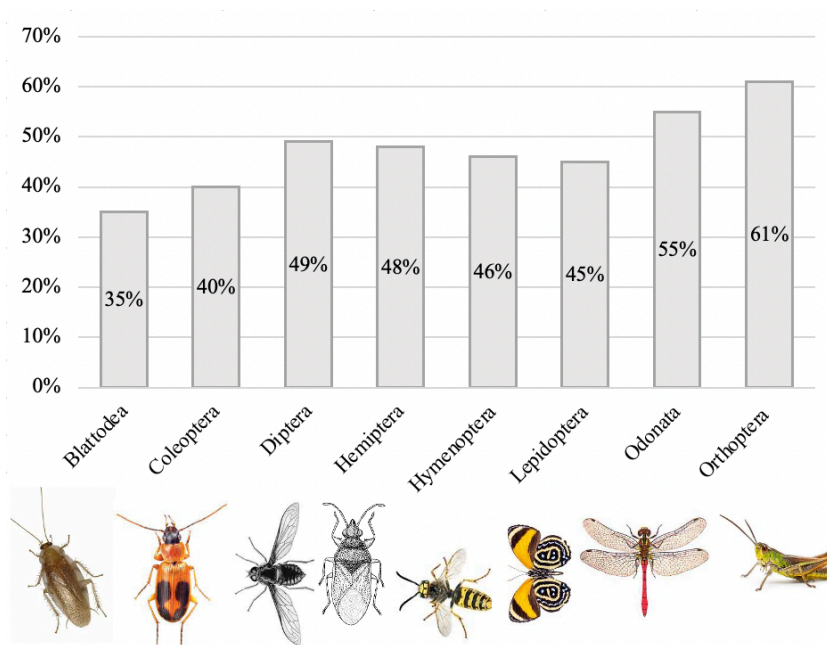 70%
60%
50%
40%
30%
20%
10%
0%
35%
40%
49%
48%
46%
45%
55%
61%
Blattodea
Coleoptera
Diptera
Hemiptera
Hymenoptera
Lepidoptera
Odonata
Orthoptera